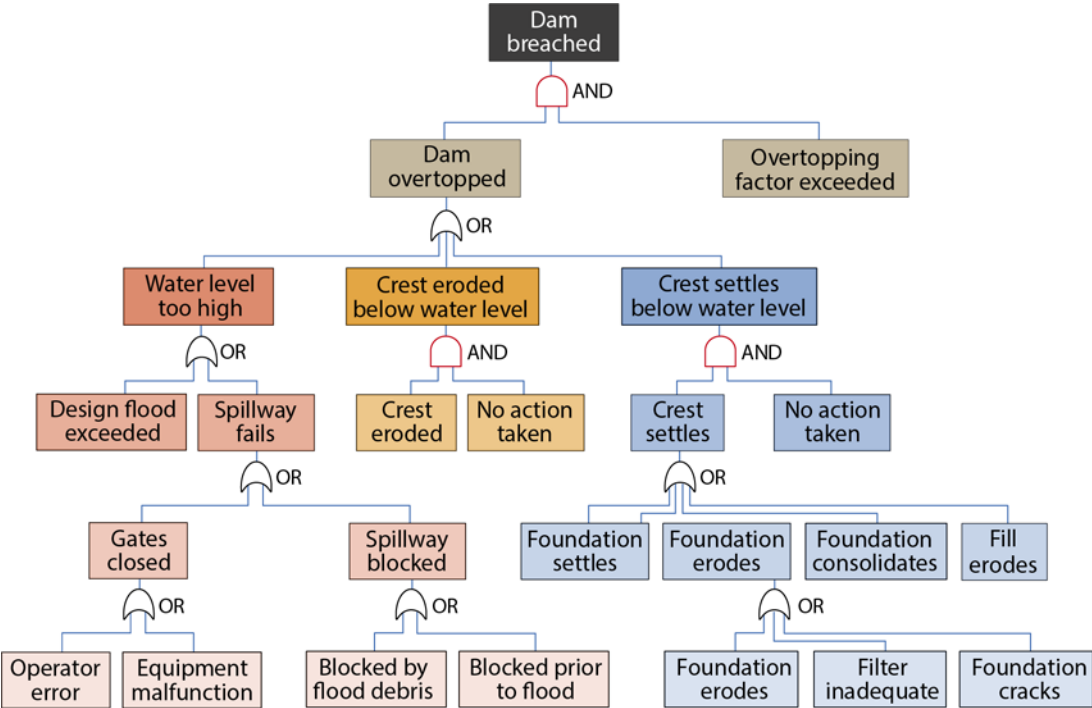 Dam
breached
AND
Dam
overtopped
Overtopping
factor exceeded
OR
Water level
too high
Crest eroded
below water level
Crest settles
below water level
OR
AND
AND
Design flood
exceeded
Spillway
fails
Crest
eroded
No action
taken
Crest
settles
No action
taken
OR
OR
Gates
closed
Spillway
blocked
Foundation
settles
Foundation
erodes
Foundation
consolidates
Fill
erodes
OR
OR
OR
Operator
error
Equipment
malfunction
Blocked by
flood debris
Blocked prior
to flood
Foundation
erodes
Filter
inadequate
Foundation
cracks